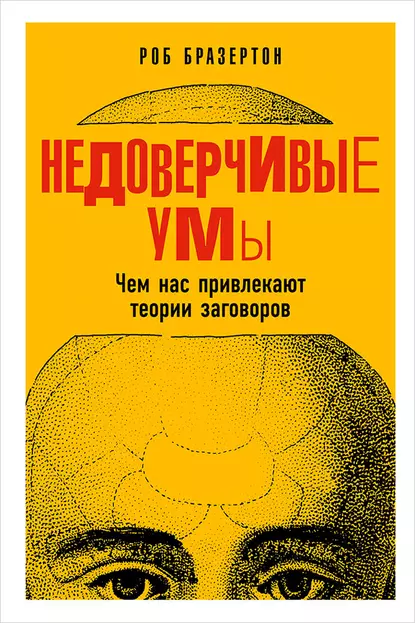 РОБ БРАЗЕРТОН
НЕДОВЕРЧИВЫЕ
УМЫ
Чем нас привлекают
теории заговоров